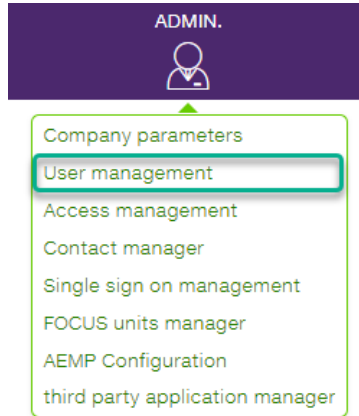 ADMIN.
Company parameters
User management
Access management
Contact manager
Single sign on management
FOCUS units manager
AEMP Configuration
third party application manager